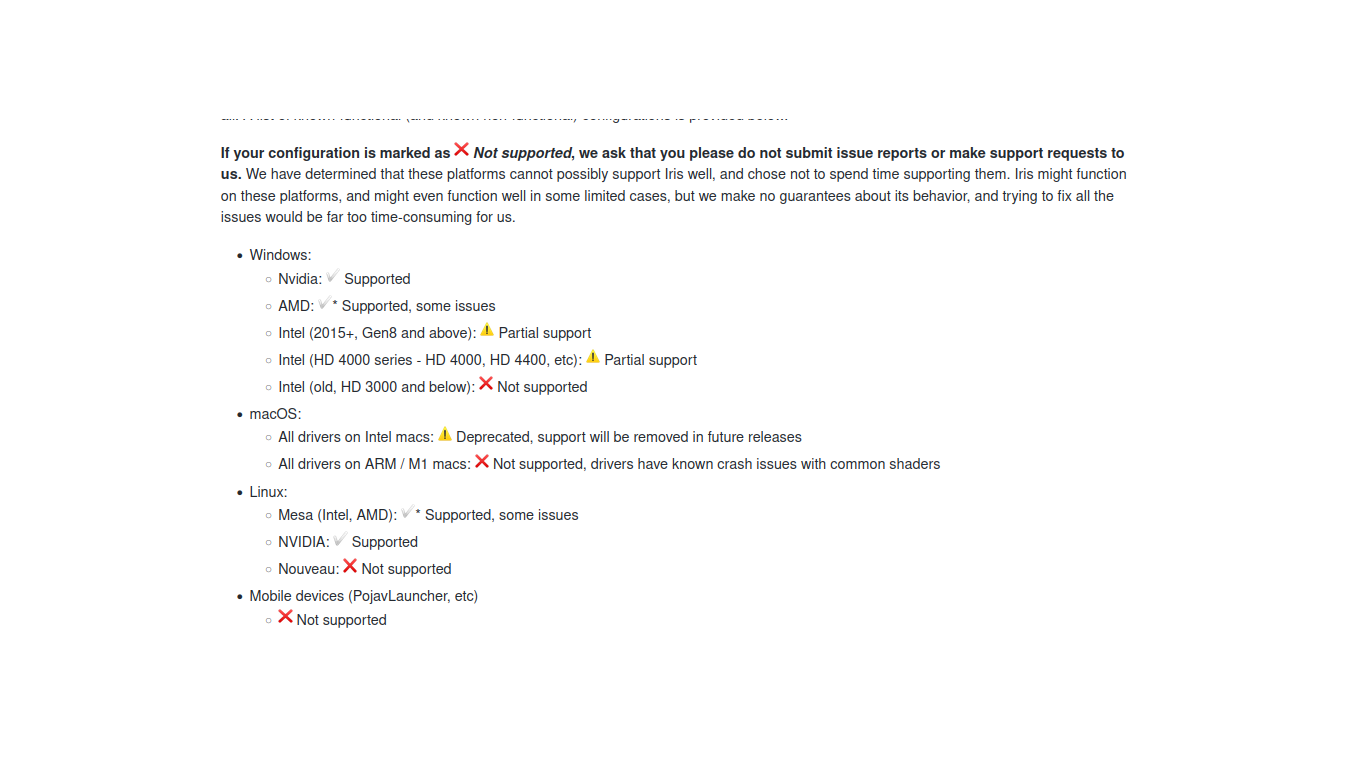 If your configuration is marked as ❌ Not supported, we ask that you please do not submit issue reports or make support requests to
us. We have determined that these platforms cannot possibly support Iris well, and chose not to spend time supporting them. Iris might function
on these platforms, and might even function well in some limited cases, but we make no guarantees about its behavior, and trying to fix all the
issues would be far too time-consuming for us.
• Windows:
○ Nvidia: ✔ Supported
○ AMD: ✔* Supported, some issues
○ Intel (2015+, Gen8 and above): ⚠ Partial support
○ Intel (HD 4000 series - HD 4000, HD 4400, etc): ⚠ Partial support
○ Intel (old, HD 3000 and below): ❌ Not supported
• macOS:
○ All drivers on Intel macs: ⚠ Deprecated, support will be removed in future releases
○ All drivers on ARM / M1 macs: ❌ Not supported, drivers have known crash issues with common shaders
• Linux:
○ Mesa (Intel, AMD): ✔* Supported, some issues
○ NVIDIA: ✔ Supported
○ Nouveau: ❌ Not supported
• Mobile devices (PojavLauncher, etc)
○ ❌ Not supported